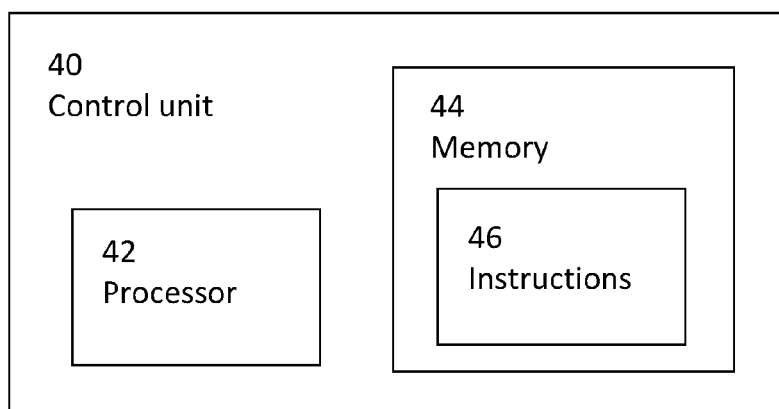 40
Control unit
44
Memory
42
Processor
46
Instructions